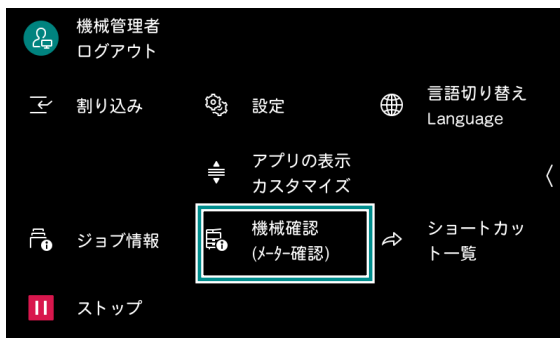 機械管理者
ログアウト
割り込み
設定
言語切り替え
Language
アプリの表示
カスタマイズ
ジョブ情報
機械確認
(メーター確認)
ショートカッ
ト一覧
ストップ